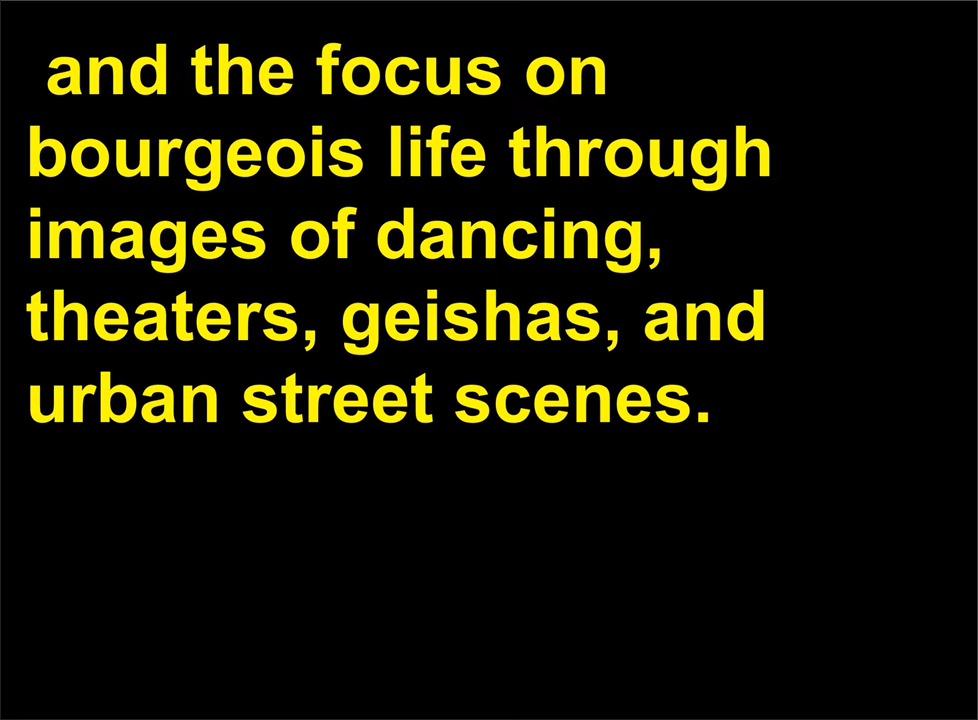 and the focus on
bourgeois life through
images of dancing,
theaters, geishas, and
urban street scenes.